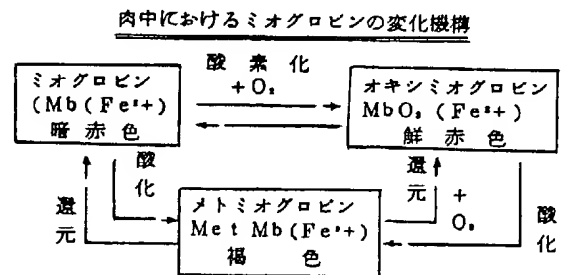 肉中におけるミオグロビンの変化機構
ミオグロビン
(Mb(Fe²+)
暗赤色
酸素化
+O₂
オキシミオグロビン
MbO₂(Fe²+)
鮮赤色
酸化
還元
メトミオグロビン
Met Mb(Fe³+)
褐色
還元
+
O₂
酸化